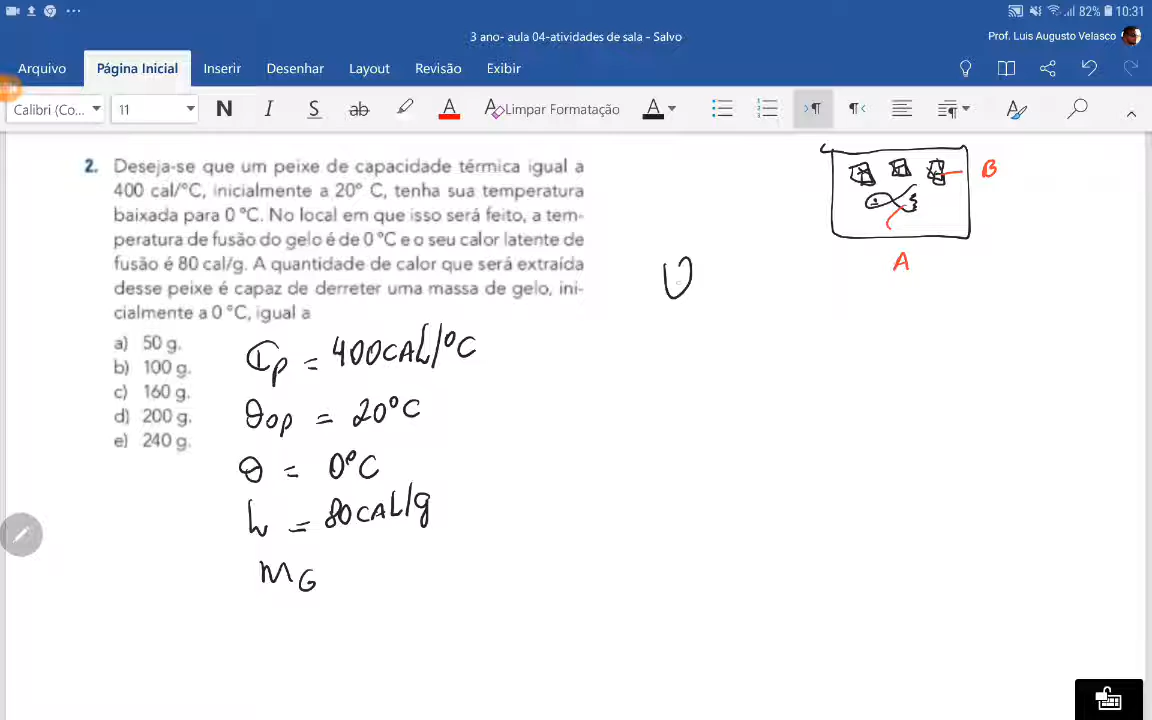 82% 10:31
3 ano- aula 04-atividades de sala - Salvo
Prof. Luis Augusto Velasco
Arquivo Página Inicial Inserir Desenhar Layout Revisão Exibir
Calibri (Co... 11 N I S ab A Limpar Formatação A
2. Deseja-se que um peixe de capacidade térmica igual a
400 cal/°C, inicialmente a 20° C, tenha sua temperatura
baixada para 0 °C. No local em que isso será feito, a tem-
peratura de fusão do gelo é de 0 °C e o seu calor latente de
fusão é 80 cal/g. A quantidade de calor que será extraída
desse peixe é capaz de derreter uma massa de gelo, ini-
cialmente a 0 °C, igual a
a) 50 g.
b) 100 g.
c) 160 g.
d) 200 g.
e) 240 g.
Cp = 400CAL/°C
θop = 20°C
θ = 0°C
L = 80CAL/g
MG
B
A